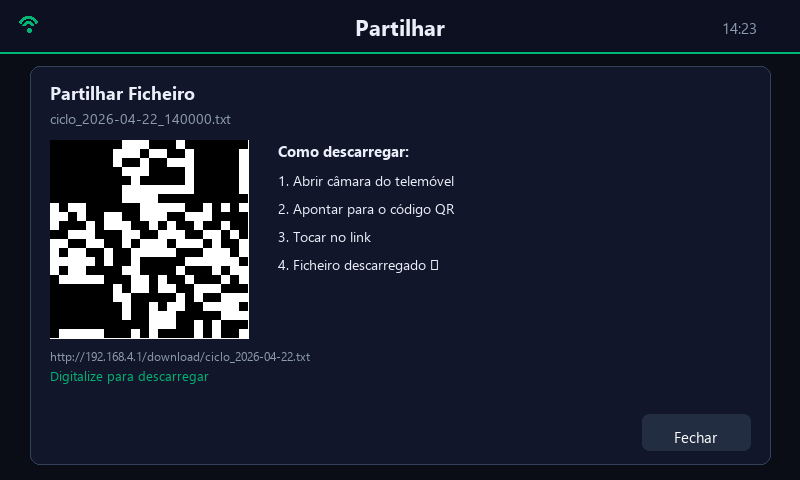 Partilhar
14:23
Partilhar Ficheiro
ciclo_2026-04-22_140000.txt
Como descarregar:
1. Abrir câmara do telemóvel
2. Apontar para o código QR
3. Tocar no link
4. Ficheiro descarregado
http://192.168.4.1/download/ciclo_2026-04-22.txt
Digitalize para descarregar
Fechar